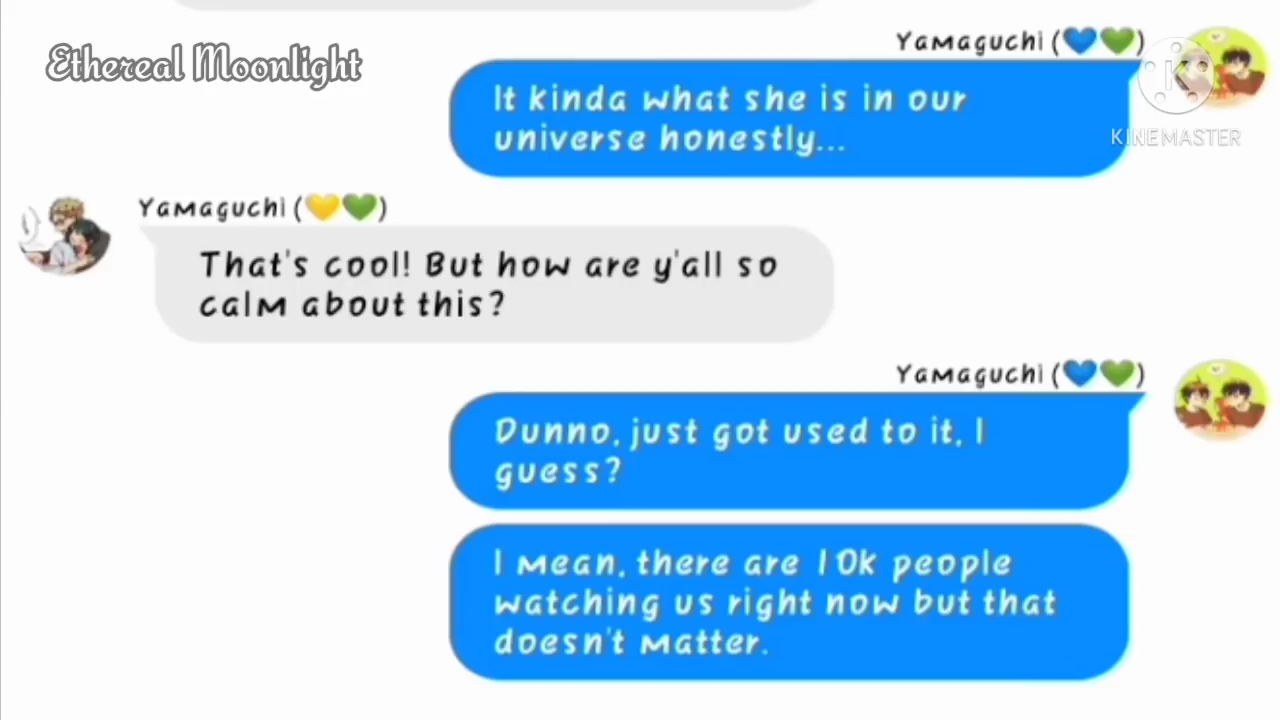 Ethereal Moonlight
Yamaguchi (💙💚)
KINEMASTER
It kinda what she is in our
universe honestly...
Yamaguchi (💛💚)
That's cool! But how are y'all so
calm about this?
Yamaguchi (💙💚)
Dunno, just got used to it, I
guess?
I mean, there are 10k people
watching us right now but that
doesn't matter.